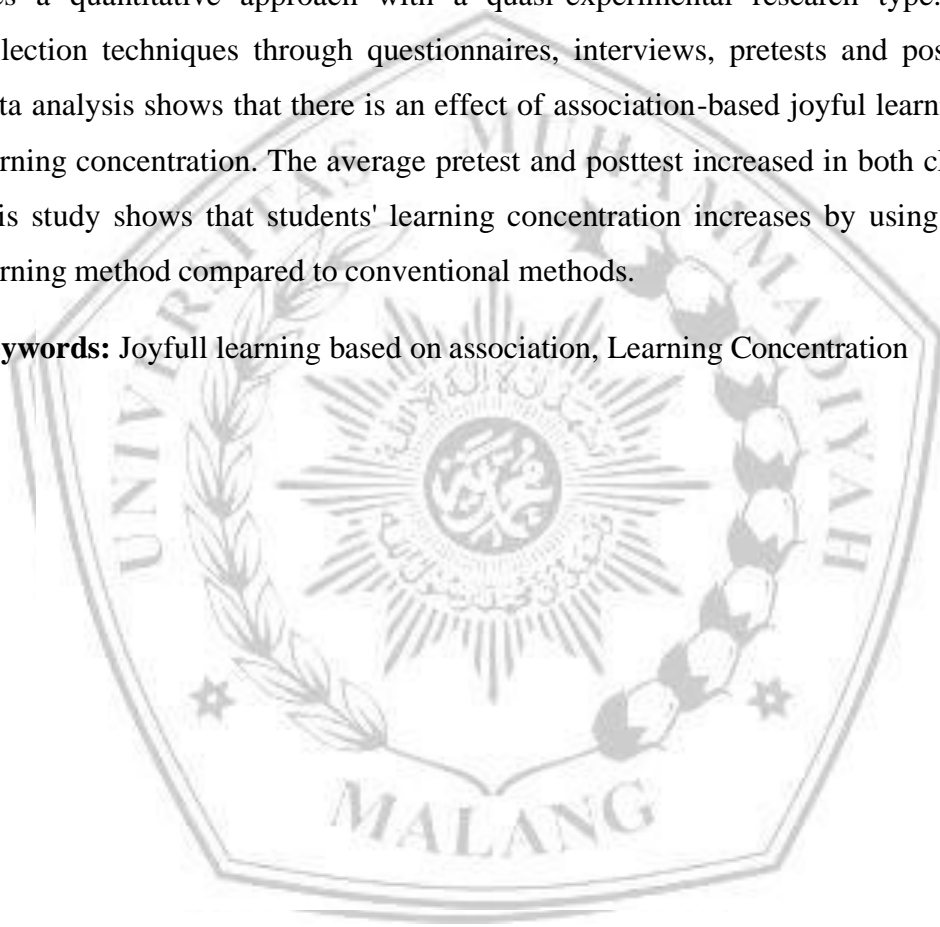 es a quantitative approach with a quasi-experimental research type.
lection techniques through questionnaires, interviews, pretests and pos
ta analysis shows that there is an effect of association-based joyful learn
rning concentration. The average pretest and posttest increased in both cl
is study shows that students' learning concentration increases by using
rning method compared to conventional methods.
ywords: Joyfull learning based on association, Learning Concentration
UNIVERSITAS MUHAMMADIYAH
MALANG